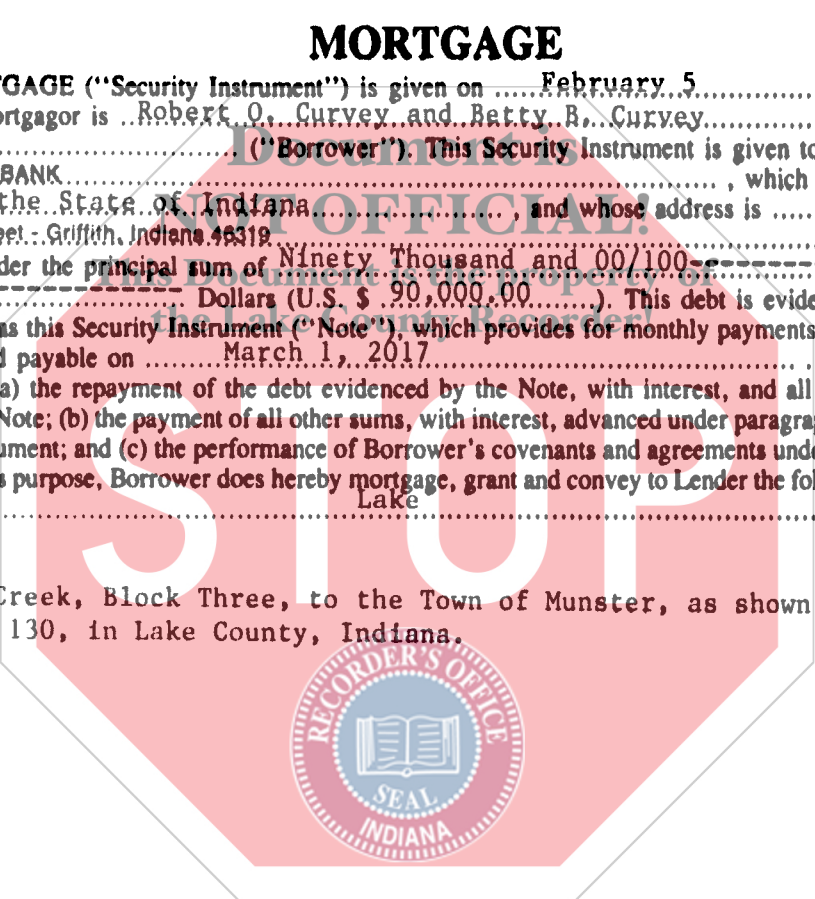 MORTGAGE
GAGE ("Security Instrument") is given on ..... February 5
ortgagor is .. Robert O. Curvey and Betty B. Curvey
("Borrower"). This Security Instrument is given to
BANK ..... , which
the State of Indiana ..... , and whose address is .....
eet - Griffith, Indiana 46319
der the principal sum of Ninety Thousand and 00/100----------
---------- Dollars (U.S. $ 90,000.00 .....). This debt is evide
as this Security Instrument ("Note"), which provides for monthly payments
d payable on ..... March 1, 2017
a) the repayment of the debt evidenced by the Note, with interest, and all
Note; (b) the payment of all other sums, with interest, advanced under paragra
ument; and (c) the performance of Borrower's covenants and agreements unde
s purpose, Borrower does hereby mortgage, grant and convey to Lender the fol
Lake
Creek, Block Three, to the Town of Munster, as shown
130, in Lake County, Indiana.
Document is
NOT OFFICIAL!
This Document is the property of
the Lake County Recorder!
STOP
RECORDER'S OFFICE
SEAL
INDIANA